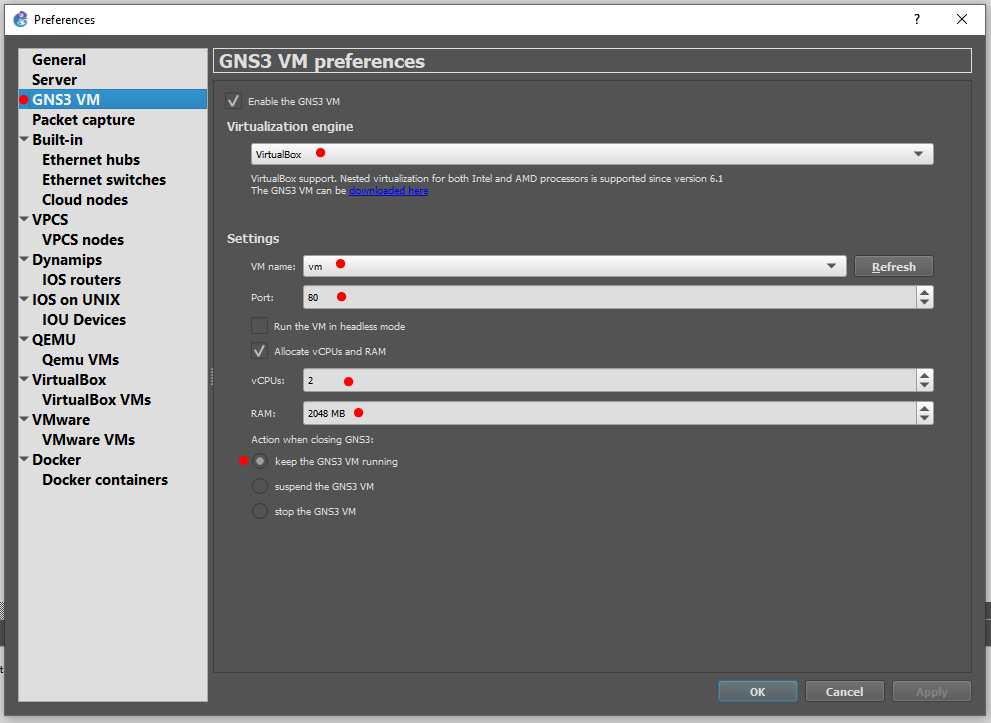 Preferences
?
General
Server
GNS3 VM
Packet capture
Built-in
Ethernet hubs
Ethernet switches
Cloud nodes
VPCS
VPCS nodes
Dynamips
IOS routers
IOS on UNIX
IOU Devices
QEMU
Qemu VMs
VirtualBox
VirtualBox VMs
VMware
VMware VMs
Docker
Docker containers
GNS3 VM preferences
Enable the GNS3 VM
Virtualization engine
VirtualBox
VirtualBox support. Nested virtualization for both Intel and AMD processors is supported since version 6.1
The GNS3 VM can be downloaded here
Settings
VM name: vm Refresh
Port: 80
Run the VM in headless mode
Allocate vCPUs and RAM
vCPUs: 2
RAM: 2048 MB
Action when closing GNS3:
keep the GNS3 VM running
suspend the GNS3 VM
stop the GNS3 VM
OK Cancel Apply